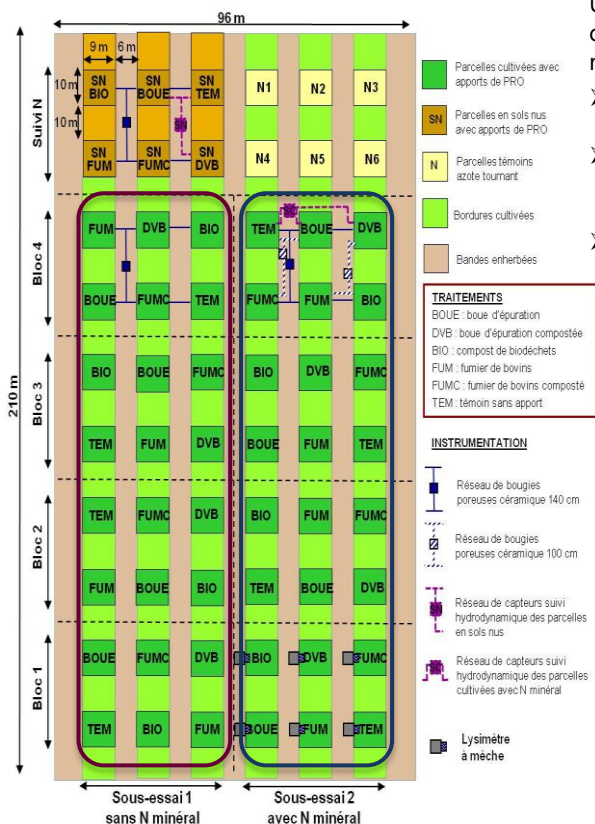 96 m
9 m 6 m
10 m
10 m
210 m
Suivi N
SN BIO
SN BOUE
SN TEM
N1 N2 N3
SN
SN FUM
SN FUMC
SN DVB
N4 N5 N6
Bloc 4
FUM DVB BIO
TEM SC BOUE DVB
BOUE FUMC TEM
FUMC FUM BIO
Bloc 3
BIO BOUE FUMC
BIO DVB FUMC
TEM FUM DVB
BOUE FUM TEM
Bloc 2
TEM FUMC DVB
BIO FUM FUMC
FUM BOUE BIO
TEM BOUE DVB
Bloc 1
BOUE FUMC DVB
BIO DVB FUMC
TEM BIO FUM
BOUE FUM TEM
Sous-essai 1
sans N minéral
Sous-essai 2
avec N minéral
Parcelles cultivées avec
apports de PRO
SN
Parcelles en sols nus
avec apports de PRO
N
Parcelles témoins
azote tournant
Bordures cultivées
Bandes enherbées
TRAITEMENTS
BOUE : boue d'épuration
DVB : boue d'épuration compostée
BIO : compost de biodéchets
FUM : fumier de bovins
FUMC : fumier de bovins composté
TEM : témoin sans apport
INSTRUMENTATION
Réseau de bougies
poreuses céramique 140 cm
Réseau de bougies
poreuses céramique 100 cm
SN
Réseau de capteurs suivi
hydrodynamique des parcelles
en sols nus
SC
Réseau de capteurs suivi
hydrodynamique des parcelles
cultivées avec N minéral
Lysimètre
à mèche